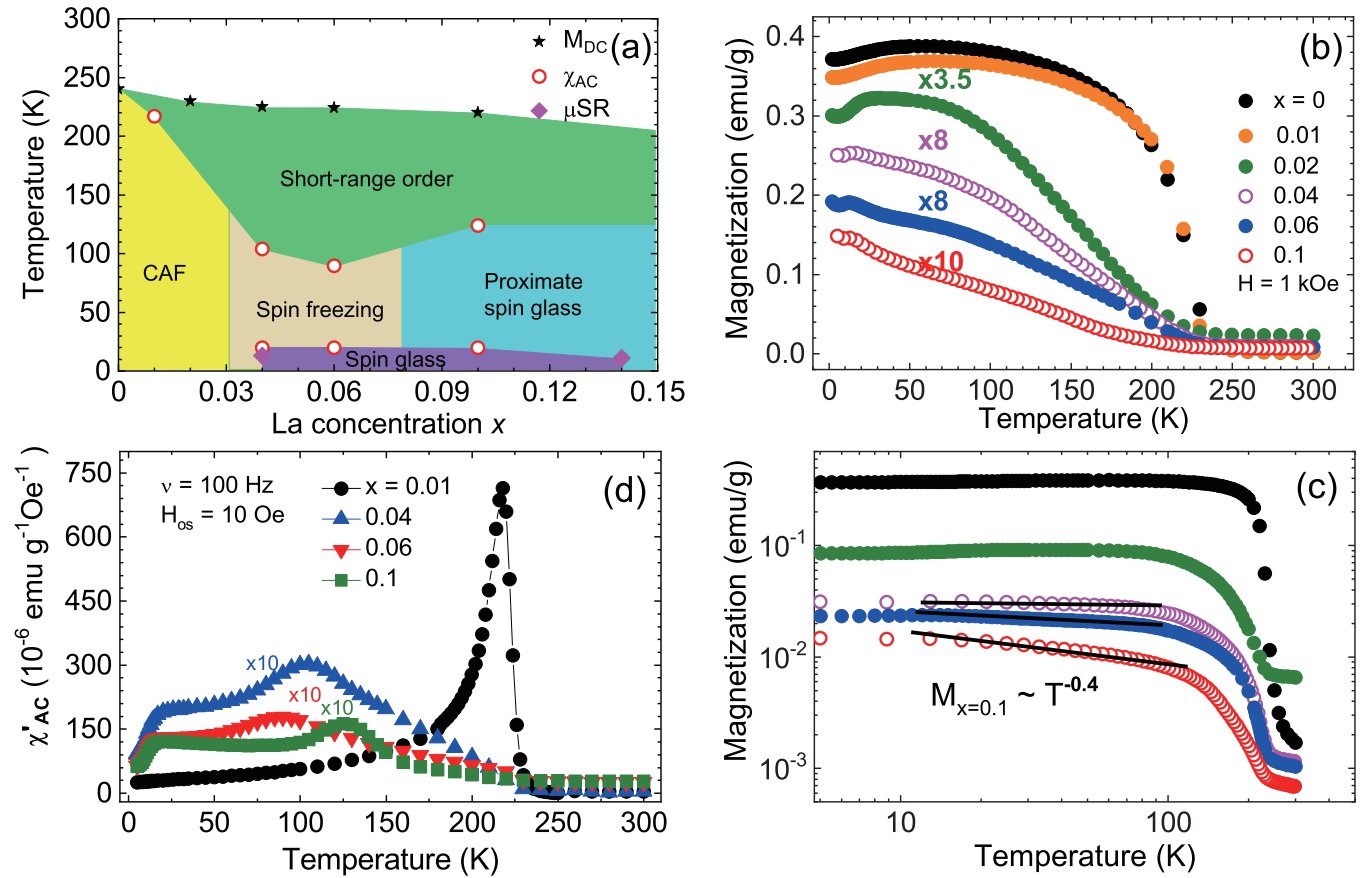 (a)
★ M_DC
χ_AC
μSR
Short-range order
CAF
Spin freezing
Proximate
spin glass
Spin glass
Temperature (K)
300
250
200
150
100
50
0
0 0.03 0.06 0.09 0.12 0.15
La concentration x
(b)
x3.5
x8
x8
x10
x = 0
0.01
0.02
0.04
0.06
0.1
H = 1 kOe
Magnetization (emu/g)
0.4
0.3
0.2
0.1
0.0
0 50 100 150 200 250 300
Temperature (K)
(d)
ν = 100 Hz
H_os = 10 Oe
x = 0.01
0.04
0.06
0.1
x10
x10
x10
χ'_AC (10⁻⁶ emu g⁻¹Oe⁻¹)
750
600
450
300
150
0
0 50 100 150 200 250 300
Temperature (K)
(c)
M_x=0.1 ~ T^-0.4
Magnetization (emu/g)
10⁻¹
10⁻²
10⁻³
10 100
Temperature (K)